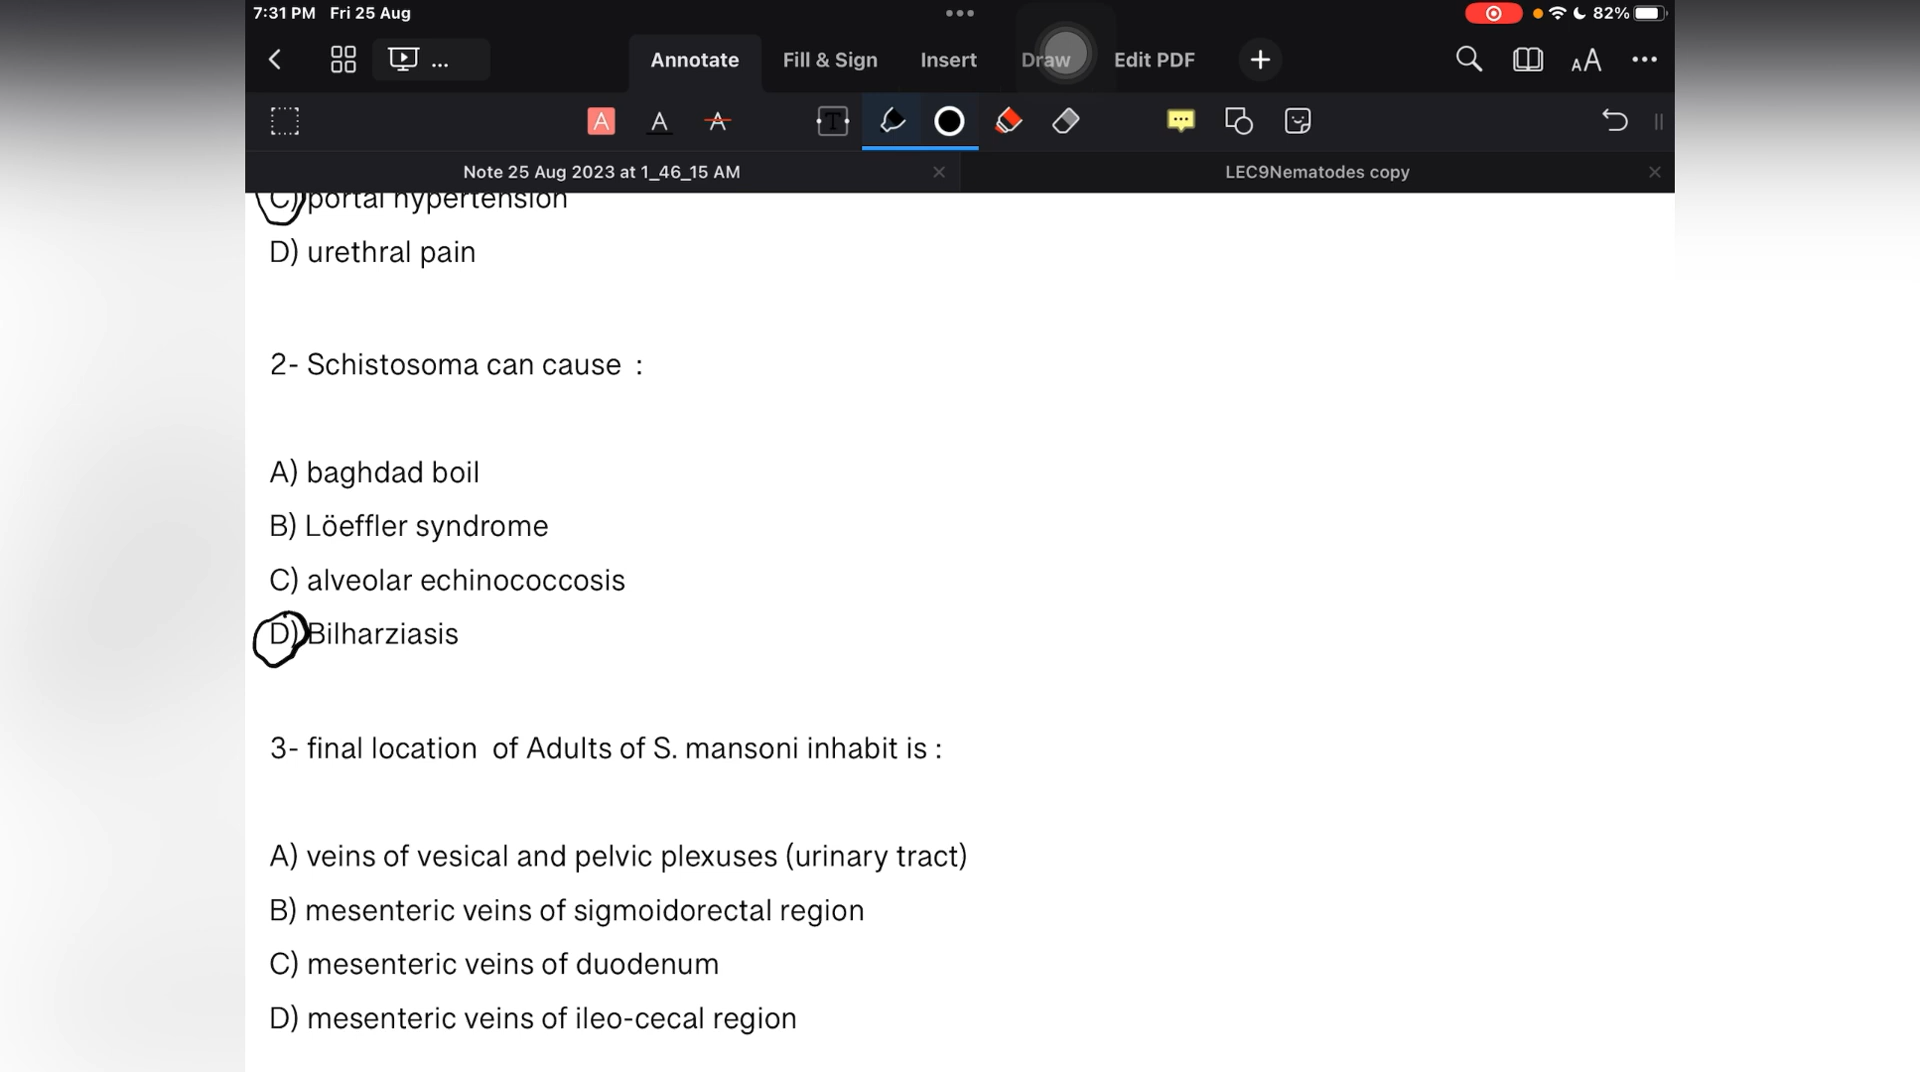 7:31 PM Fri 25 Aug
82%
...
Annotate
Fill & Sign
Insert
Draw
Edit PDF
AA
A
A
A
T
Note 25 Aug 2023 at 1_46_15 AM
LEC9Nematodes copy
C) portal hypertension
D) urethral pain
2- Schistosoma can cause :
A) baghdad boil
B) Löeffler syndrome
C) alveolar echinococcosis
D) Bilharziasis
3- final location of Adults of S. mansoni inhabit is :
A) veins of vesical and pelvic plexuses (urinary tract)
B) mesenteric veins of sigmoidorectal region
C) mesenteric veins of duodenum
D) mesenteric veins of ileo-cecal region